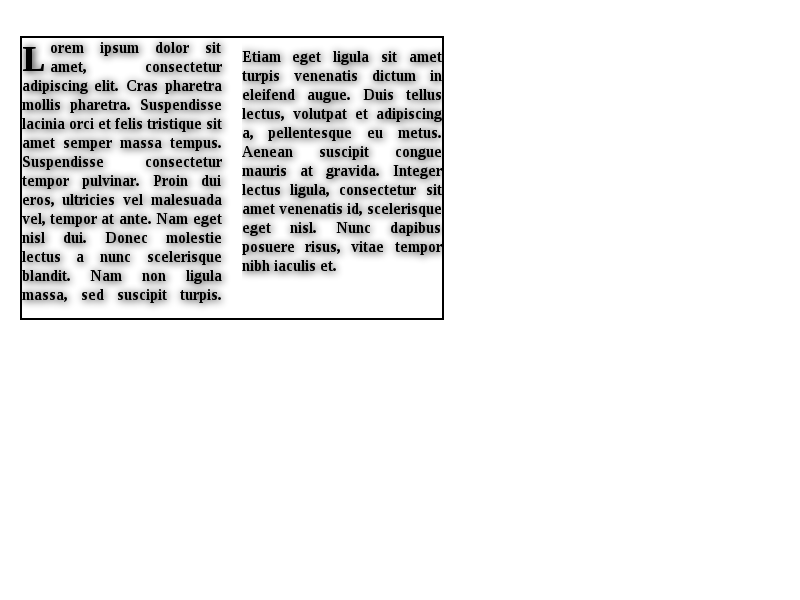 Lorem ipsum dolor sit
amet, consectetur
adipiscing elit. Cras pharetra
mollis pharetra. Suspendisse
lacinia orci et felis tristique sit
amet semper massa tempus.
Suspendisse consectetur
tempor pulvinar. Proin dui
eros, ultricies vel malesuada
vel, tempor at ante. Nam eget
nisl dui. Donec molestie
lectus a nunc scelerisque
blandit. Nam non ligula
massa, sed suscipit turpis.
Etiam eget ligula sit amet
turpis venenatis dictum in
eleifend augue. Duis tellus
lectus, volutpat et adipiscing
a, pellentesque eu metus.
Aenean suscipit congue
mauris at gravida. Integer
lectus ligula, consectetur sit
amet venenatis id, scelerisque
eget nisl. Nunc dapibus
posuere risus, vitae tempor
nibh iaculis et.